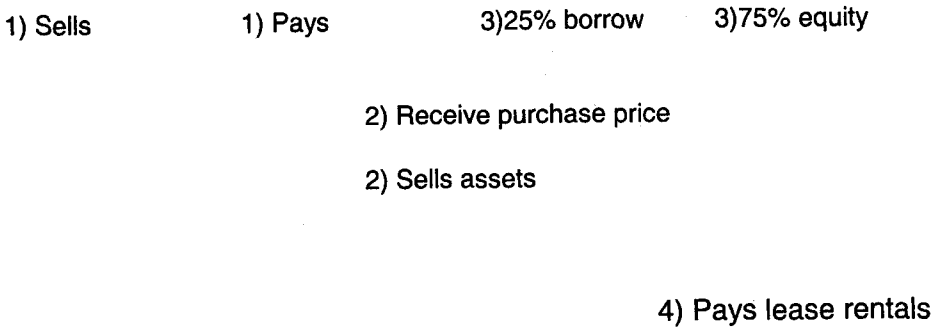 1) Sells
1) Pays
3)25% borrow
3)75% equity
2) Receive purchase price
2) Sells assets
4) Pays lease rentals